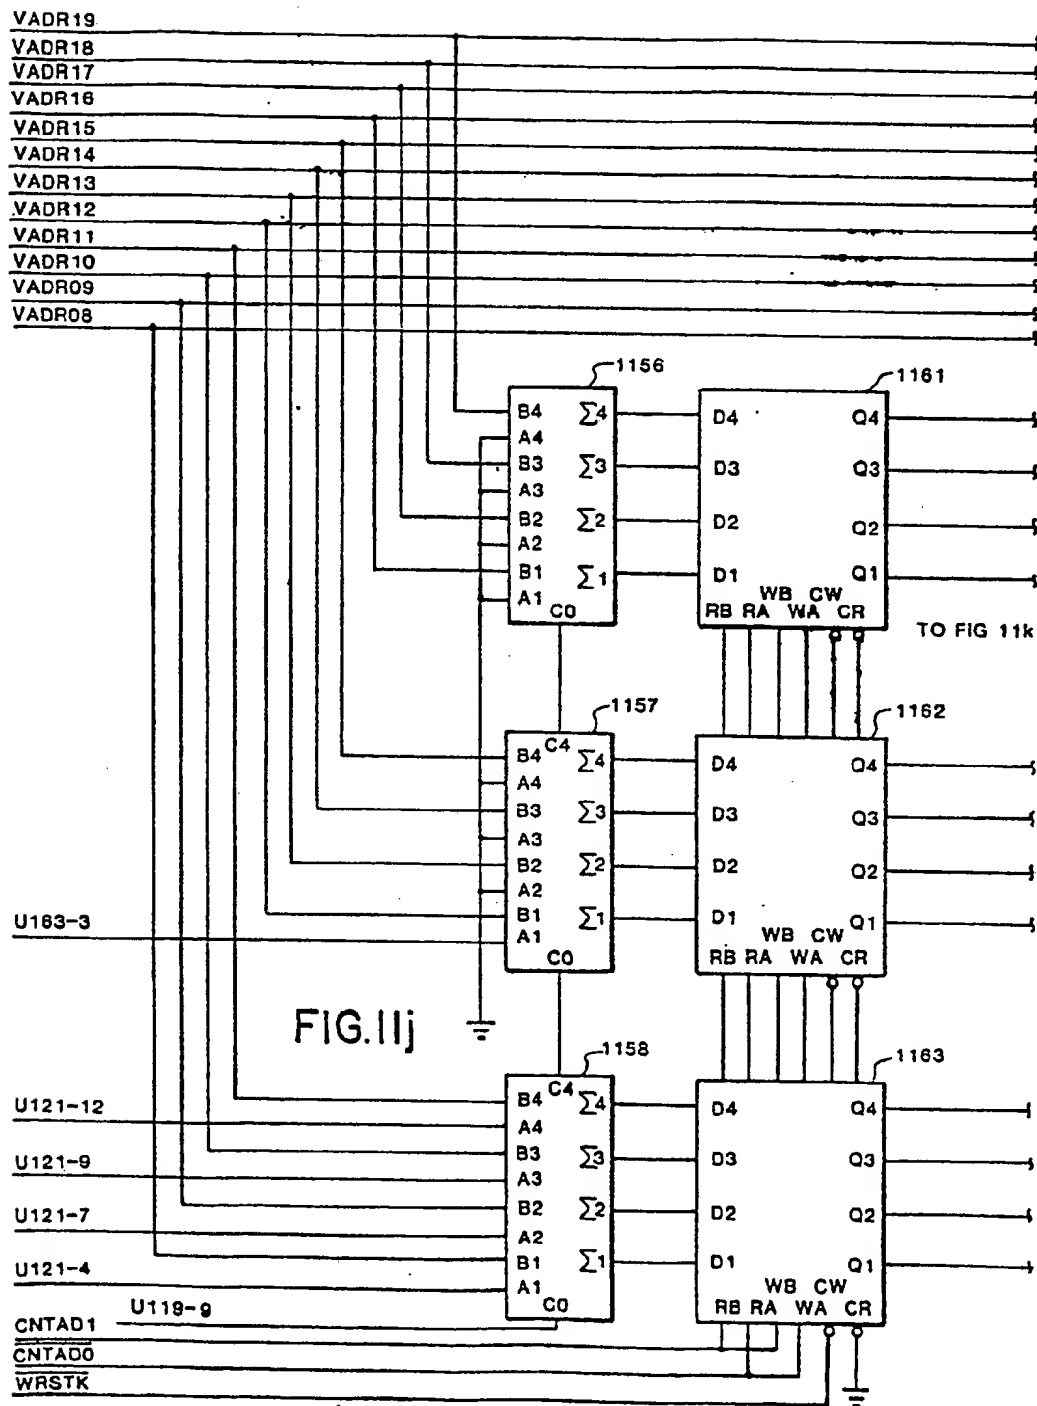 VADR19
VADR18
VADR17
VADR16
VADR15
VADR14
VADR13
VADR12
VADR11
VADR10
VADR09
VADR08
1156
B4 Σ4
A4
B3 Σ3
A3
B2 Σ2
A2
B1 Σ1
A1
C0
1161
D4 Q4
D3 Q3
D2 Q2
D1 Q1
WB CW
RB RA WA CR
TO FIG 11k
1157
C4
B4 Σ4
A4
B3 Σ3
A3
B2 Σ2
A2
B1 Σ1
A1
C0
1162
D4 Q4
D3 Q3
D2 Q2
D1 Q1
WB CW
RB RA WA CR
U163-3
FIG.11j
1158
C4
B4 Σ4
A4
B3 Σ3
A3
B2 Σ2
A2
B1 Σ1
A1
C0
1163
D4 Q4
D3 Q3
D2 Q2
D1 Q1
WB CW
RB RA WA CR
U121-12
U121-9
U121-7
U121-4
U119-9
CNTAD1
CNTAD0
WRSTK